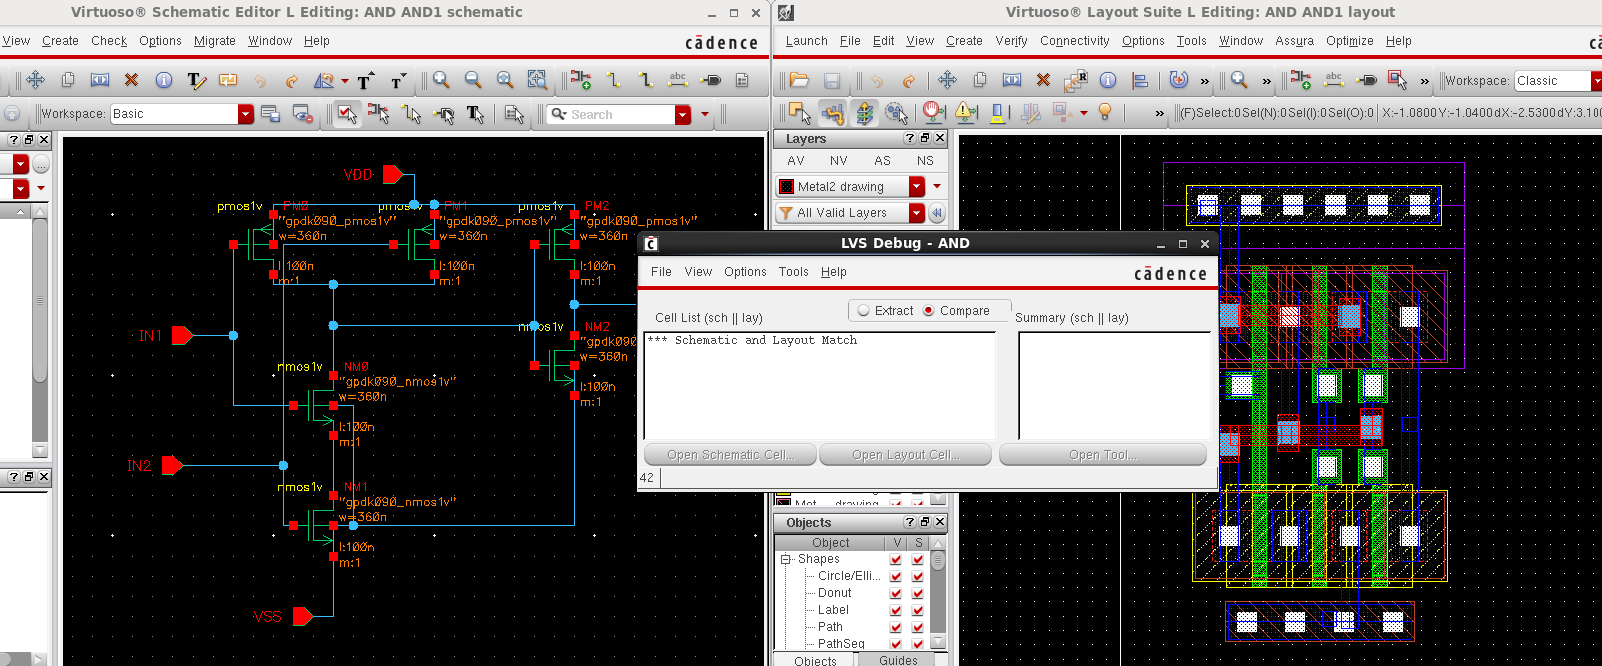 Virtuoso® Schematic Editor L Editing: AND AND1 schematic
View Create Check Options Migrate Window Help
cādence
Workspace: Basic
Search
VDD
pmos1v PM0
"gpdk090_pmos1v"
w=360n
l:100n
m:1
PM1
"gpdk090_pmos1v"
w=360n
l:100n
m:1
PM2
"gpdk090_pmos1v"
w=360n
l:100n
m:1
IN1
nmos1v NM2
"gpdk090
w=360n
l:100n
m:1
nmos1v NM0
"gpdk090_nmos1v"
w=360n
l:100n
m:1
IN2
nmos1v NM1
"gpdk090_nmos1v"
w=360n
l:100n
m:1
VSS
Virtuoso® Layout Suite L Editing: AND AND1 layout
Launch File Edit View Create Verify Connectivity Options Tools Window Assura Optimize Help
Workspace: Classic
(F)Select:0 Sel(N):0 Sel(I):0 Sel(O):0 X:-1.0800 Y:-1.0400 dX:-2.5300 dY:3.100
Layers
AV NV AS NS
Metal2 drawing
All Valid Layers
LVS Debug - AND
File View Options Tools Help
cādence
Extract Compare
Cell List (sch || lay)
Summary (sch || lay)
*** Schematic and Layout Match
Open Schematic Cell...
Open Layout Cell...
Open Tool...
42
Objects
Object V S
Shapes
Circle/Elli...
Donut
Label
Path
PathSeg
Objects Guides